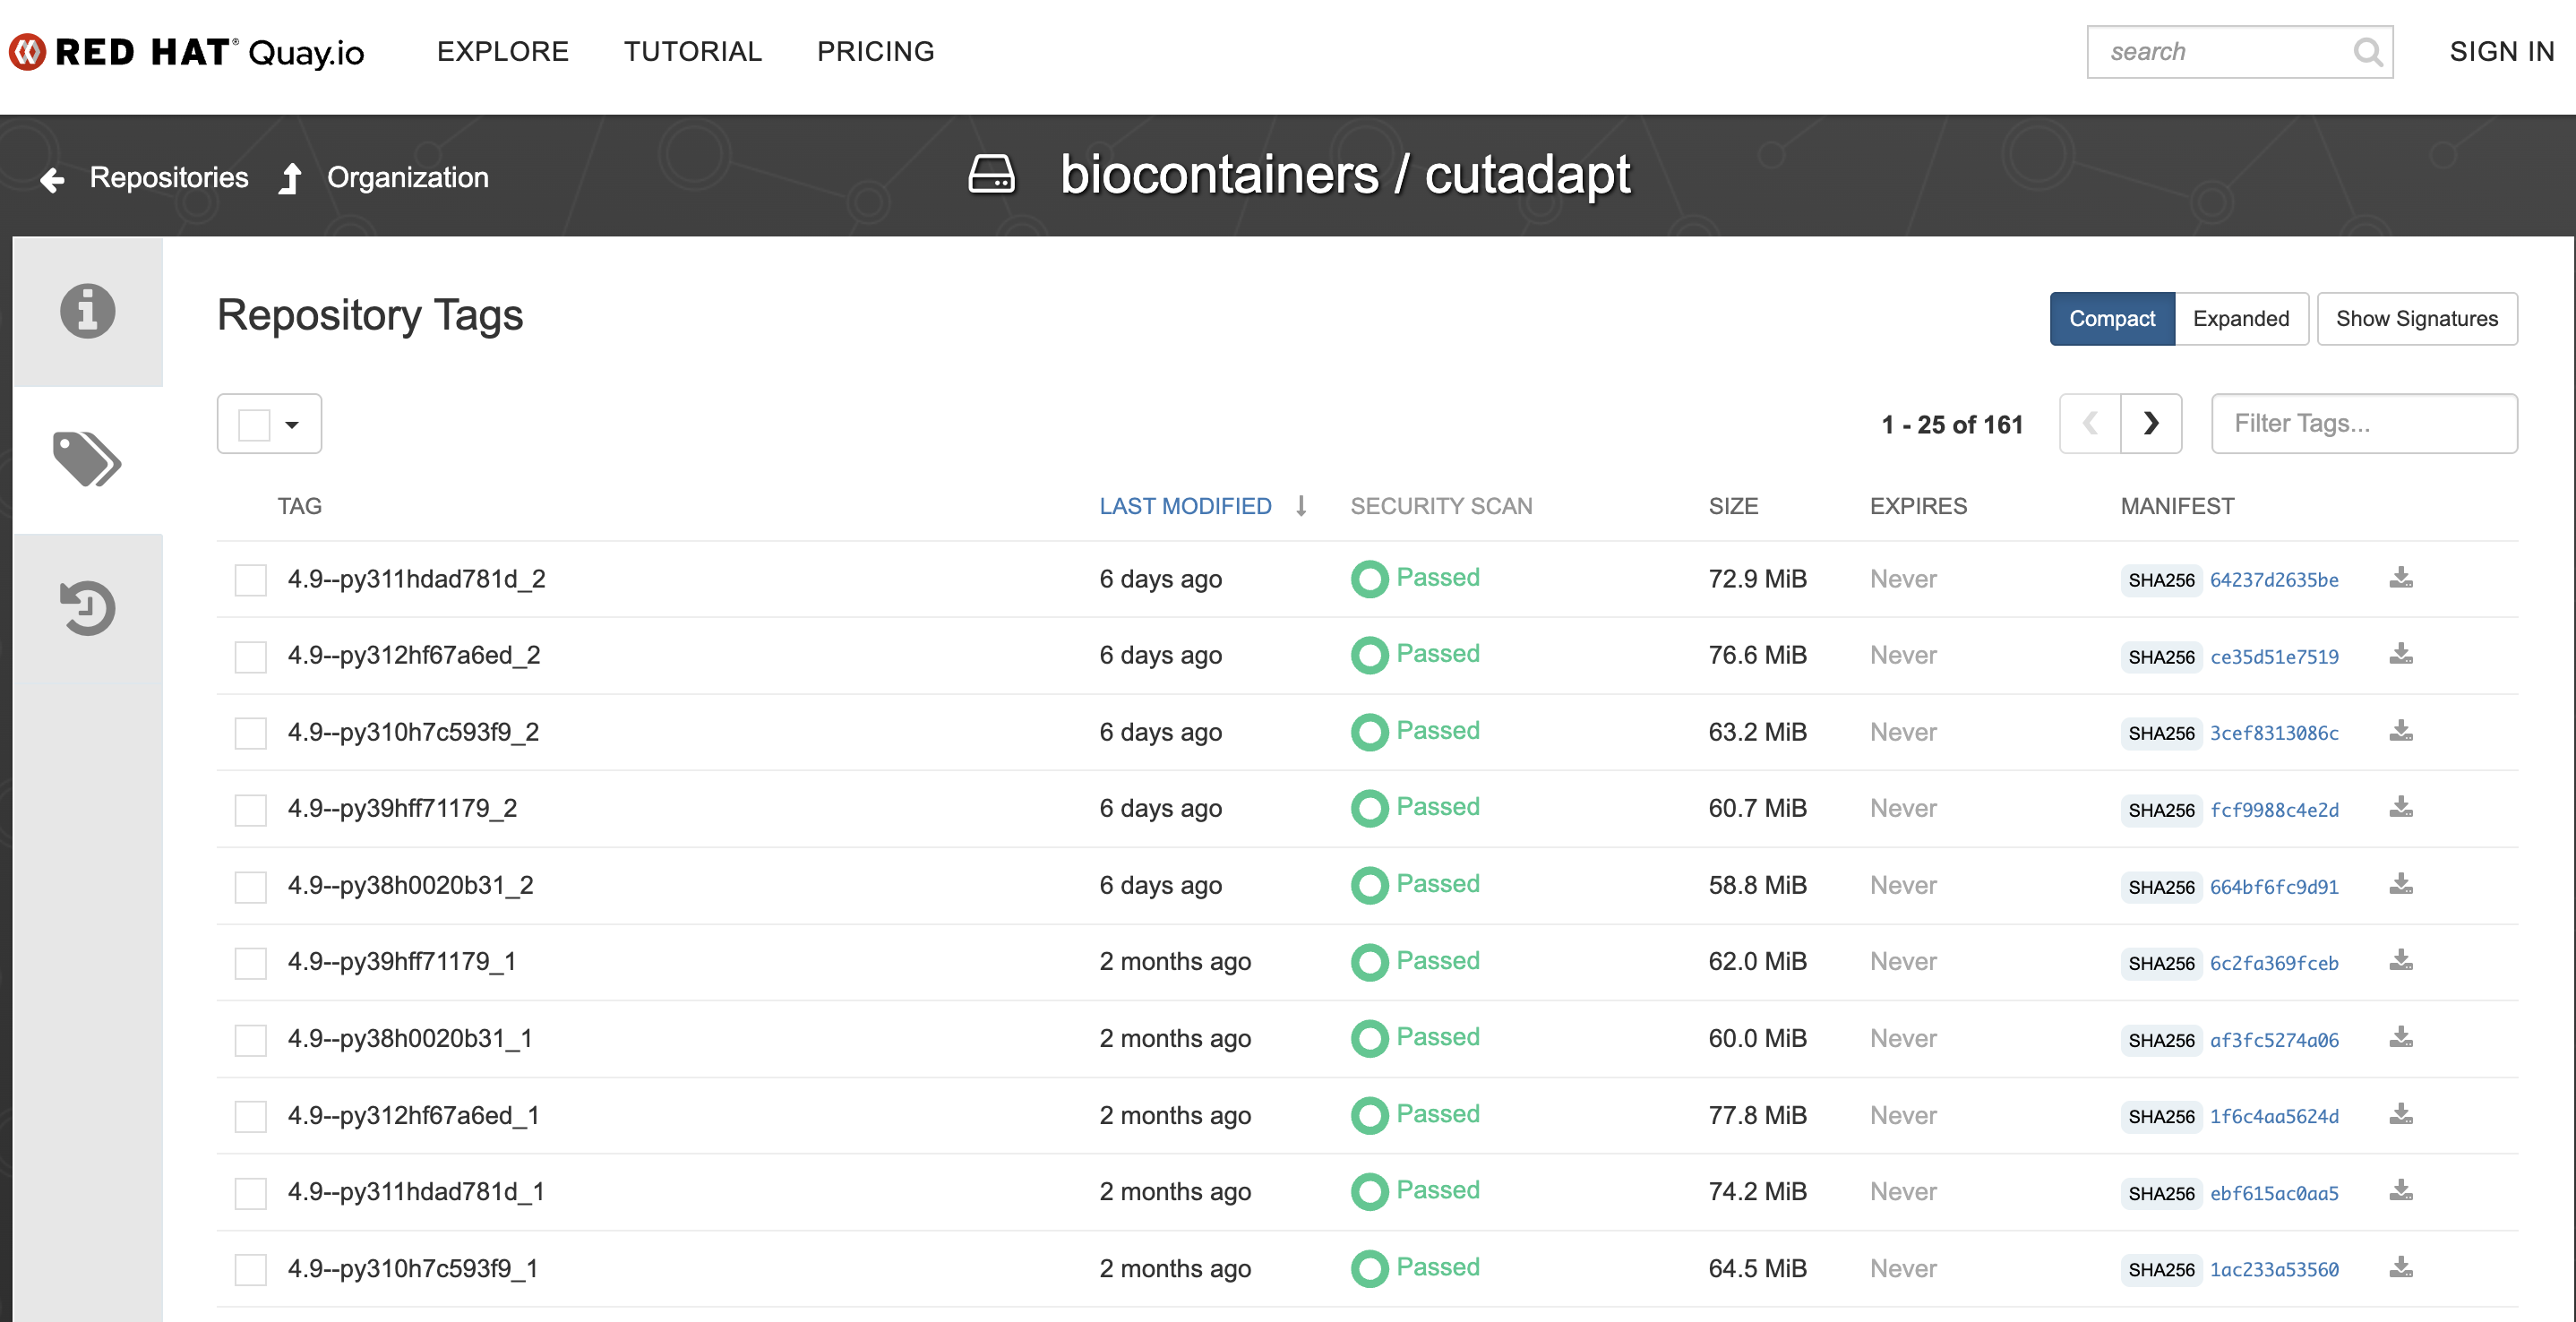 RED HAT® Quay.io EXPLORE TUTORIAL PRICING search SIGN IN
Repositories Organization biocontainers / cutadapt
Repository Tags Compact Expanded Show Signatures
1 - 25 of 161 Filter Tags...
TAG LAST MODIFIED SECURITY SCAN SIZE EXPIRES MANIFEST
4.9--py311hdad781d_2 6 days ago Passed 72.9 MiB Never SHA256 64237d2635be
4.9--py312hf67a6ed_2 6 days ago Passed 76.6 MiB Never SHA256 ce35d51e7519
4.9--py310h7c593f9_2 6 days ago Passed 63.2 MiB Never SHA256 3cef8313086c
4.9--py39hff71179_2 6 days ago Passed 60.7 MiB Never SHA256 fcf9988c4e2d
4.9--py38h0020b31_2 6 days ago Passed 58.8 MiB Never SHA256 664bf6fc9d91
4.9--py39hff71179_1 2 months ago Passed 62.0 MiB Never SHA256 6c2fa369fceb
4.9--py38h0020b31_1 2 months ago Passed 60.0 MiB Never SHA256 af3fc5274a06
4.9--py312hf67a6ed_1 2 months ago Passed 77.8 MiB Never SHA256 1f6c4aa5624d
4.9--py311hdad781d_1 2 months ago Passed 74.2 MiB Never SHA256 ebf615ac0aa5
4.9--py310h7c593f9_1 2 months ago Passed 64.5 MiB Never SHA256 1ac233a53560